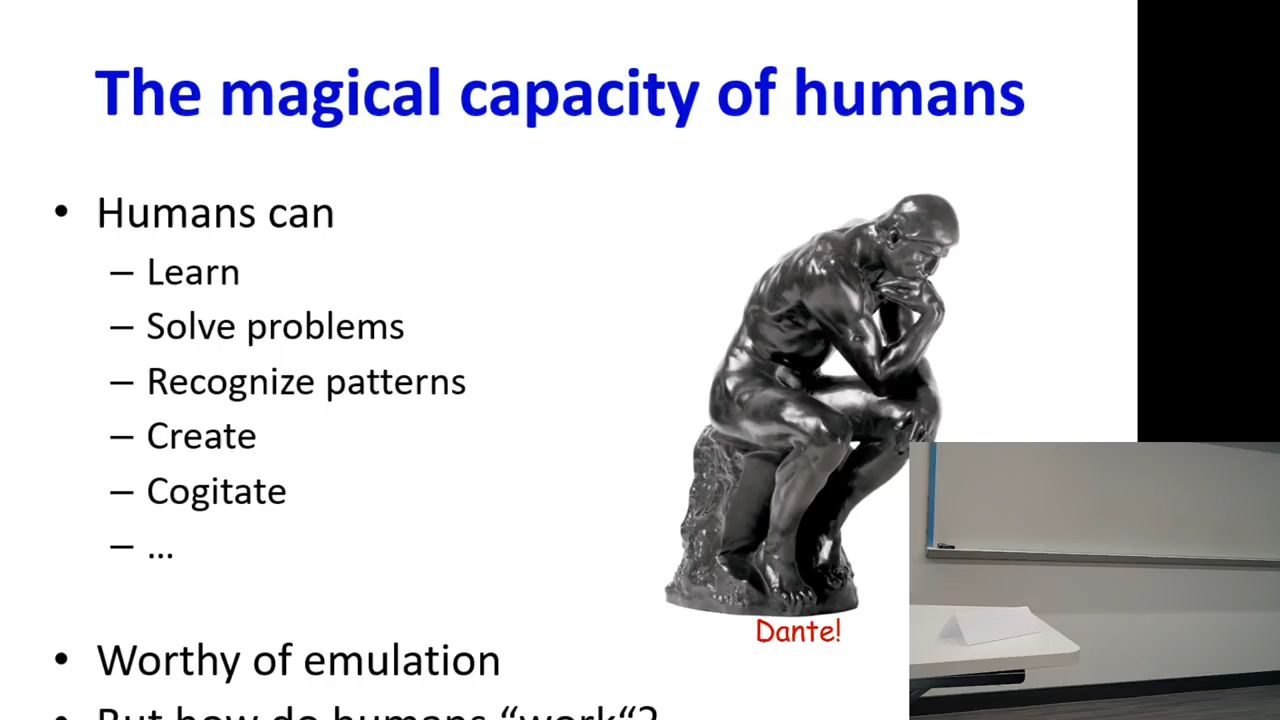 The magical capacity of humans
• Humans can
– Learn
– Solve problems
– Recognize patterns
– Create
– Cogitate
– ...
Dante!
• Worthy of emulation
• But how do humans “work“?